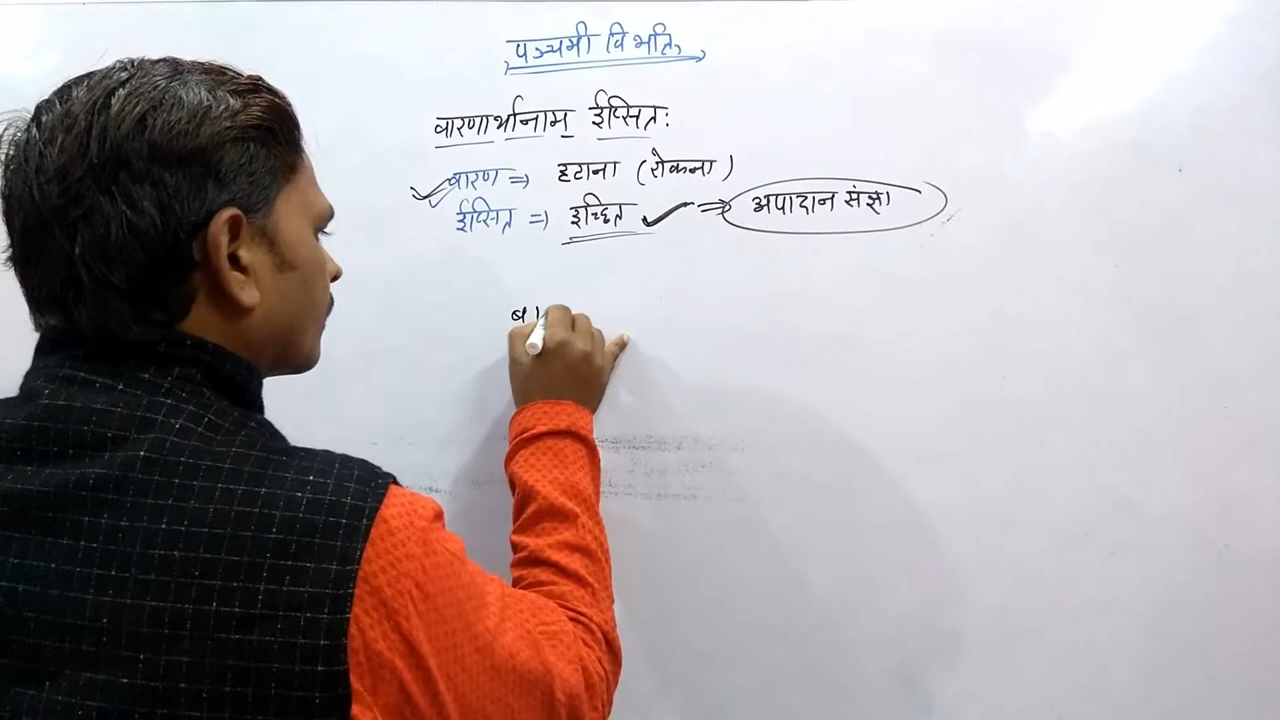 पञ्चमी विभक्ति
वारणार्थानाम् ईप्सितः
वारण ⇒ हटाना (रोकना)
ईप्सित ⇒ इच्छित ✓ ⇒ अपादान संज्ञा